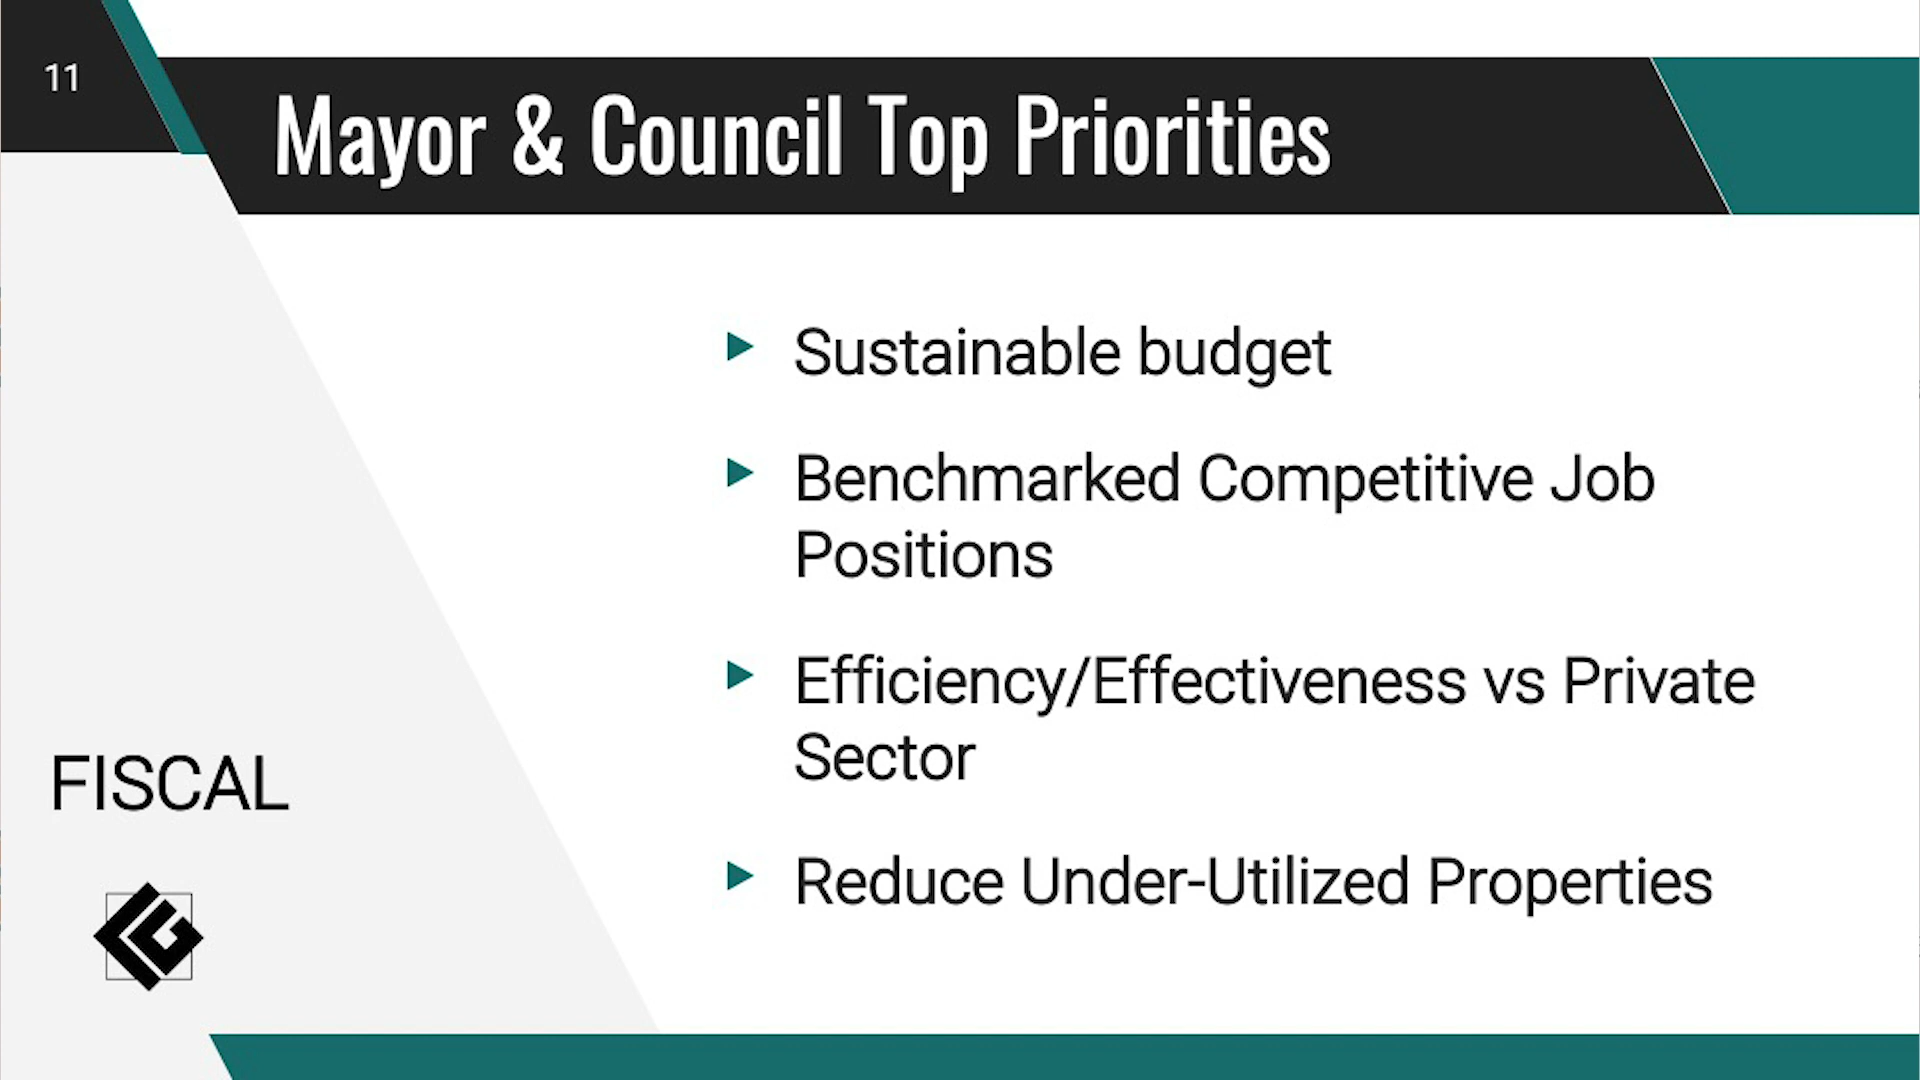 11
Mayor & Council Top Priorities
Sustainable budget
Benchmarked Competitive Job
Positions
Efficiency/Effectiveness vs Private
Sector
Reduce Under-Utilized Properties
FISCAL